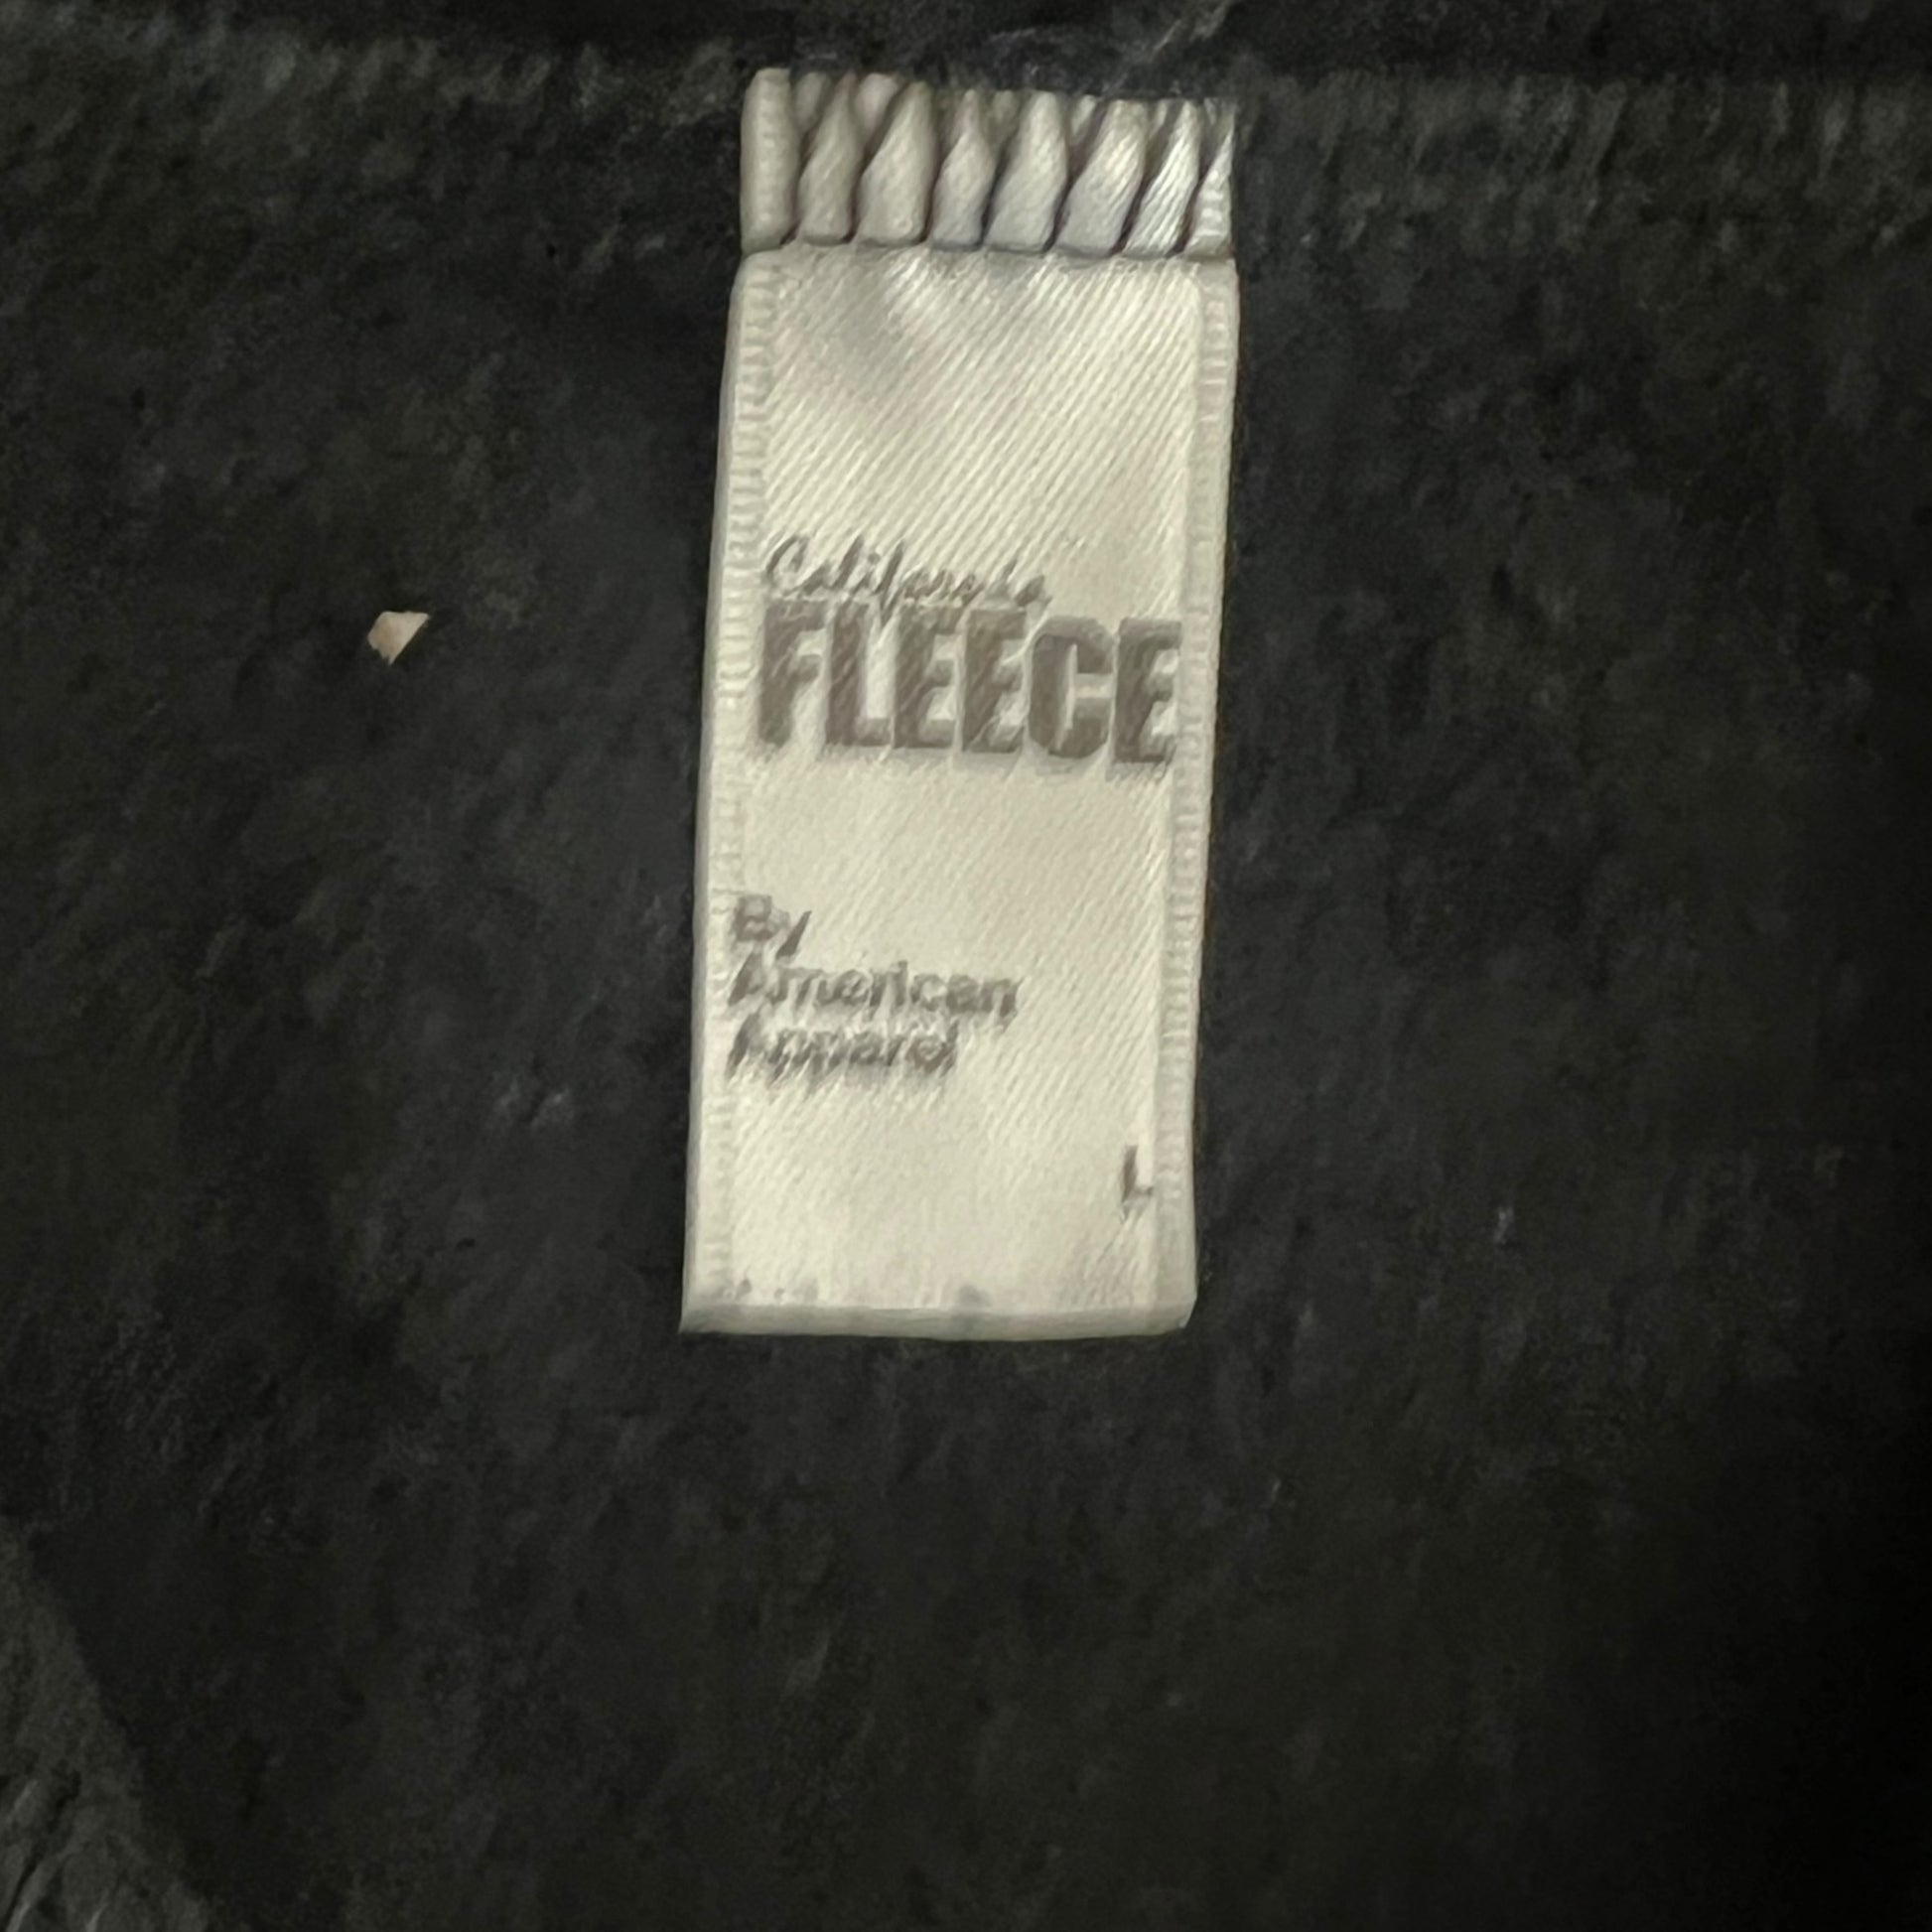 California
FLEECE
By
American
Apparel
L